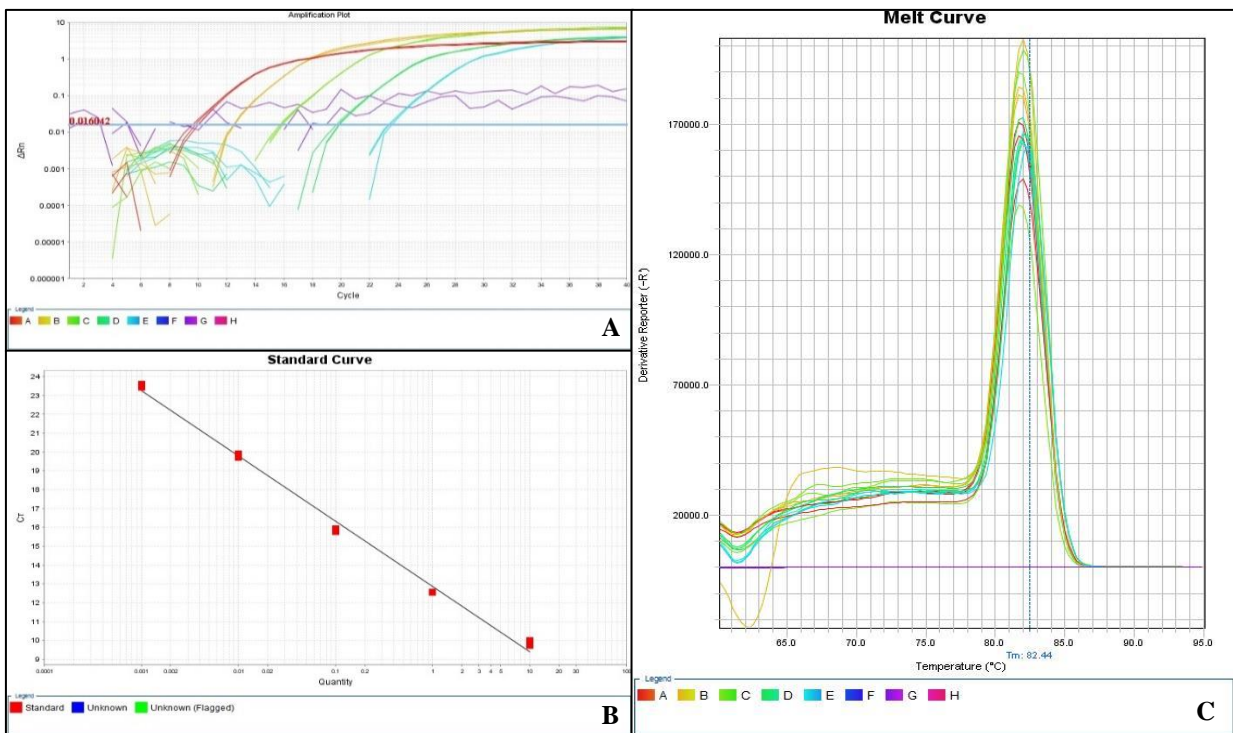 Amplification Plot
10
1
0.1
0.01
0.001
0.0001
0.00001
0.000001
0.016042
ΔRn
2 4 6 8 10 12 14 16 18 20 22 24 26 28 30 32 34 36 38 40
Cycle
Legend
A B C D E F G H
A
Standard Curve
24
23
22
21
20
19
18
17
16
15
14
13
12
11
10
9
CT
0.0001 0.001 0.002 0.01 0.02 0.1 0.2 1 2 3 4 5 10 20 30 100
Quantity
Legend
Standard Unknown Unknown (Flagged)
B
Melt Curve
170000.0
120000.0
70000.0
20000.0
Derivative Reporter (-R')
65.0 70.0 75.0 80.0 85.0 90.0 95.0
Tm: 82.44
Temperature (°C)
Legend
A B C D E F G H
C